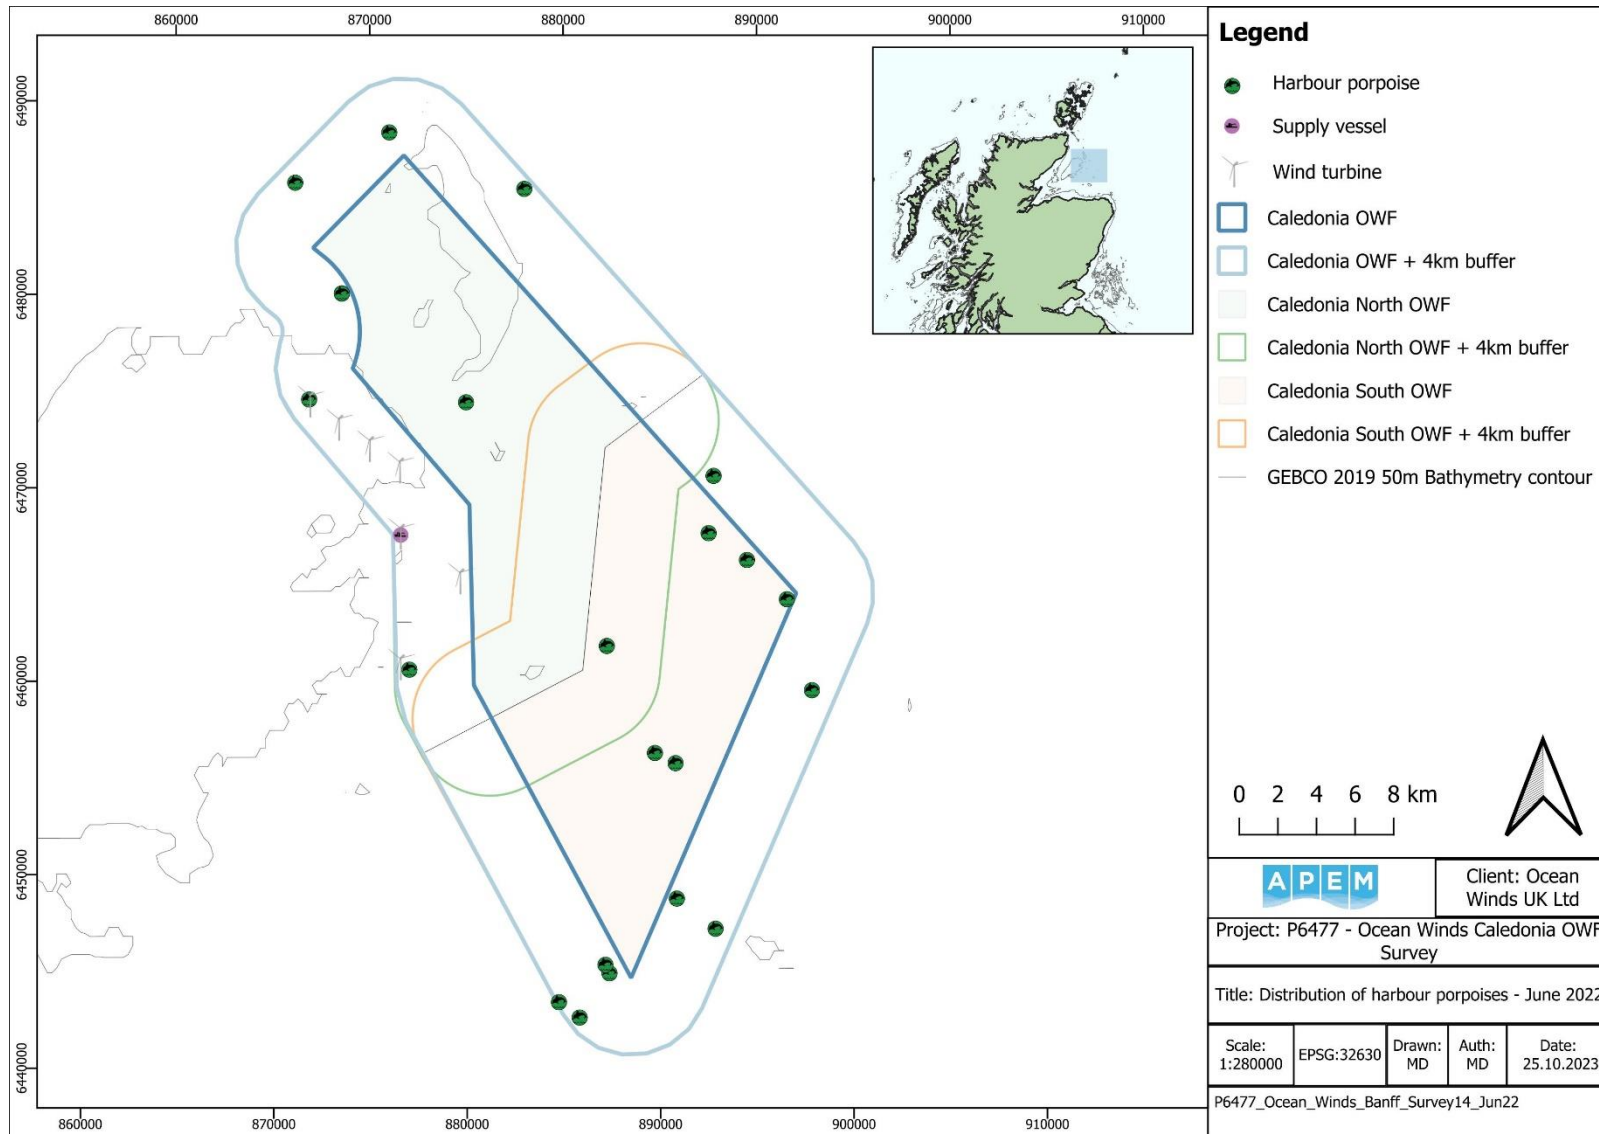 860000 870000 880000 890000 900000 910000
6490000
6480000
6470000
6460000
6450000
6440000
860000 870000 880000 890000 900000 910000
Legend
Harbour porpoise
Supply vessel
Wind turbine
Caledonia OWF
Caledonia OWF + 4km buffer
Caledonia North OWF
Caledonia North OWF + 4km buffer
Caledonia South OWF
Caledonia South OWF + 4km buffer
GEBCO 2019 50m Bathymetry contour
0 2 4 6 8 km
APEM
Client: Ocean
Winds UK Ltd
Project: P6477 - Ocean Winds Caledonia OWF
Survey
Title: Distribution of harbour porpoises - June 2022
Scale:
1:280000
EPSG:32630
Drawn:
MD
Auth:
MD
Date:
25.10.2023
P6477_Ocean_Winds_Banff_Survey14_Jun22